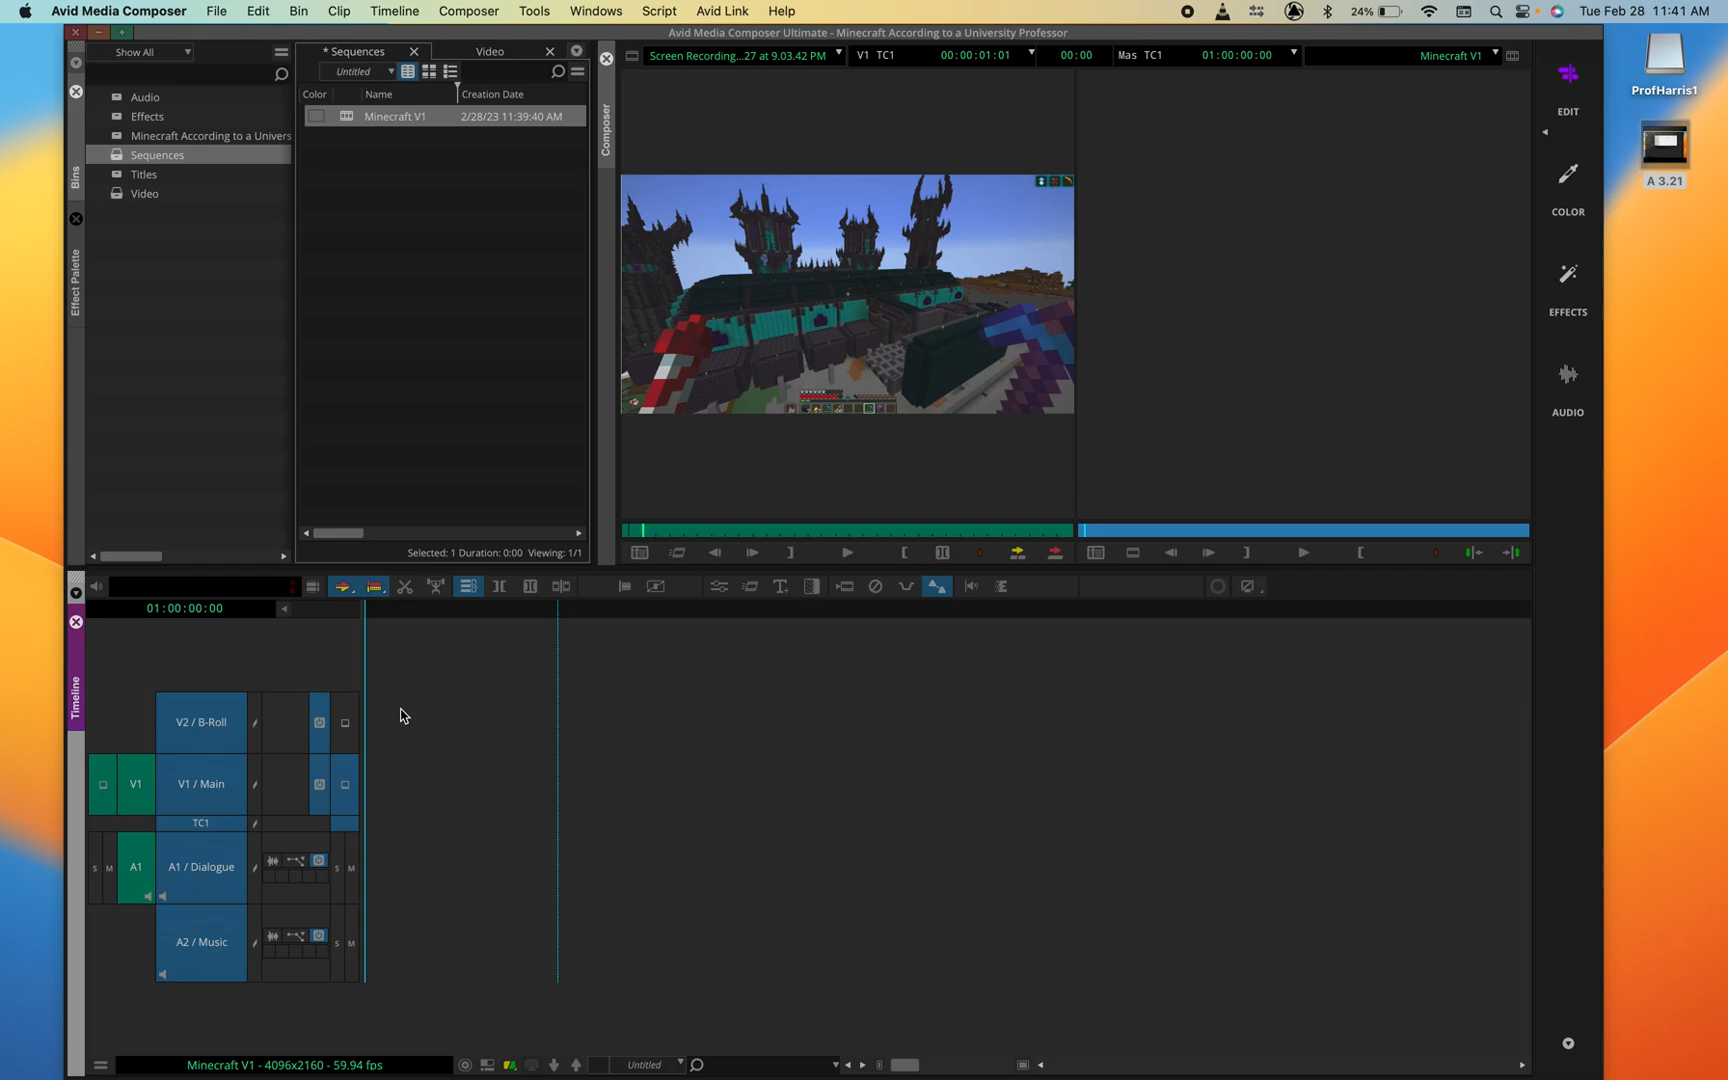 Avid Media Composer File Edit Bin Clip Timeline Composer Tools Windows Script Avid Link Help 24% Tue Feb 28 11:41 AM
Avid Media Composer Ultimate - Minecraft According to a University Professor
Show All
* Sequences
Video
Screen Recording...27 at 9.03.42 PM
V1 TC1
00:00:01:01
00:00
Mas TC1
01:00:00:00
Minecraft V1
Untitled
Color
Name
Creation Date
Minecraft V1
2/28/23 11:39:40 AM
Audio
Effects
Minecraft According to a Univers
Sequences
Titles
Video
Bins
Effect Palette
Composer
Selected: 1 Duration: 0:00 Viewing: 1/1
EDIT
COLOR
EFFECTS
AUDIO
ProfHarris1
A 3.21
01:00:00:00
Timeline
V2 / B-Roll
V1
V1 / Main
TC1
S M
A1
A1 / Dialogue
S M
A2 / Music
S M
Minecraft V1 - 4096x2160 - 59.94 fps
Untitled